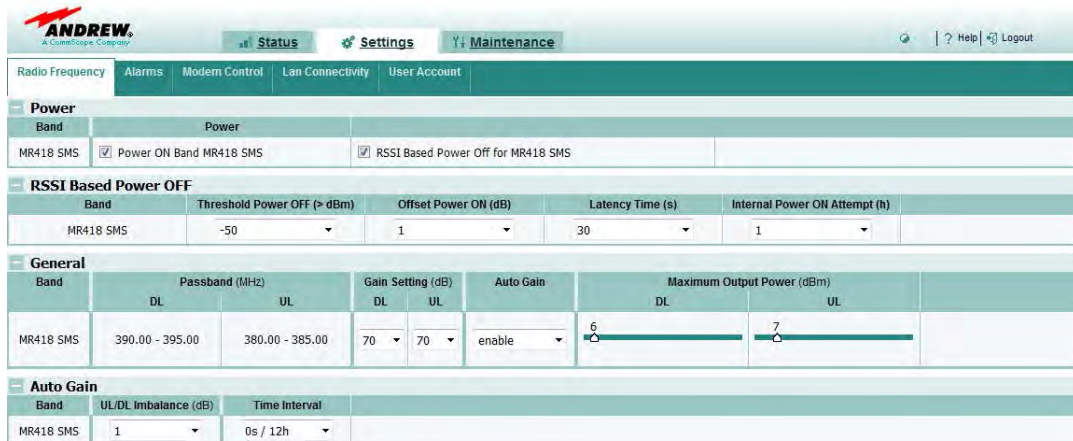 ANDREW.
A CommScope Company
Status Settings Maintenance ? Help Logout
Radio Frequency Alarms Modem Control Lan Connectivity User Account
Power
Band Power
MR418 SMS Power ON Band MR418 SMS RSSI Based Power Off for MR418 SMS
RSSI Based Power OFF
Band Threshold Power OFF (> dBm) Offset Power ON (dB) Latency Time (s) Internal Power ON Attempt (h)
MR418 SMS -50 1 30 1
General
Band Passband (MHz) Gain Setting (dB) Auto Gain Maximum Output Power (dBm)
DL UL DL UL DL UL
6 7
MR418 SMS 390.00 - 395.00 380.00 - 385.00 70 70 enable
Auto Gain
Band UL/DL Imbalance (dB) Time Interval
MR418 SMS 1 0s / 12h